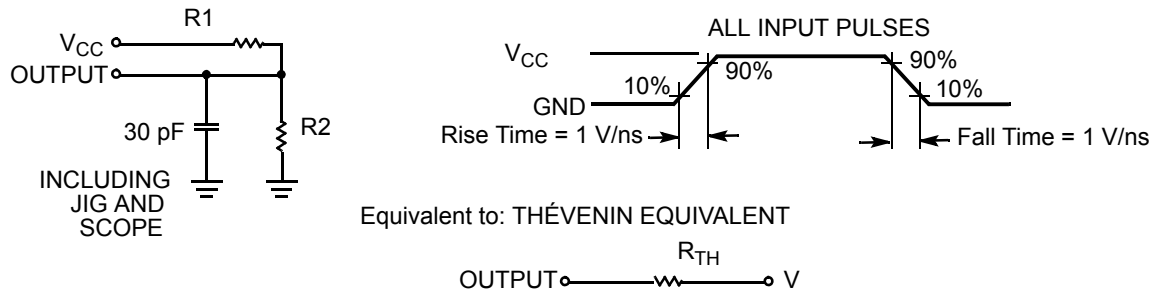 R1
V_CC
OUTPUT
30 pF
R2
INCLUDING
JIG AND
SCOPE
ALL INPUT PULSES
V_CC
GND
10%
90%
90%
10%
Rise Time = 1 V/ns
Fall Time = 1 V/ns
Equivalent to: THÉVENIN EQUIVALENT
R_TH
OUTPUT
V